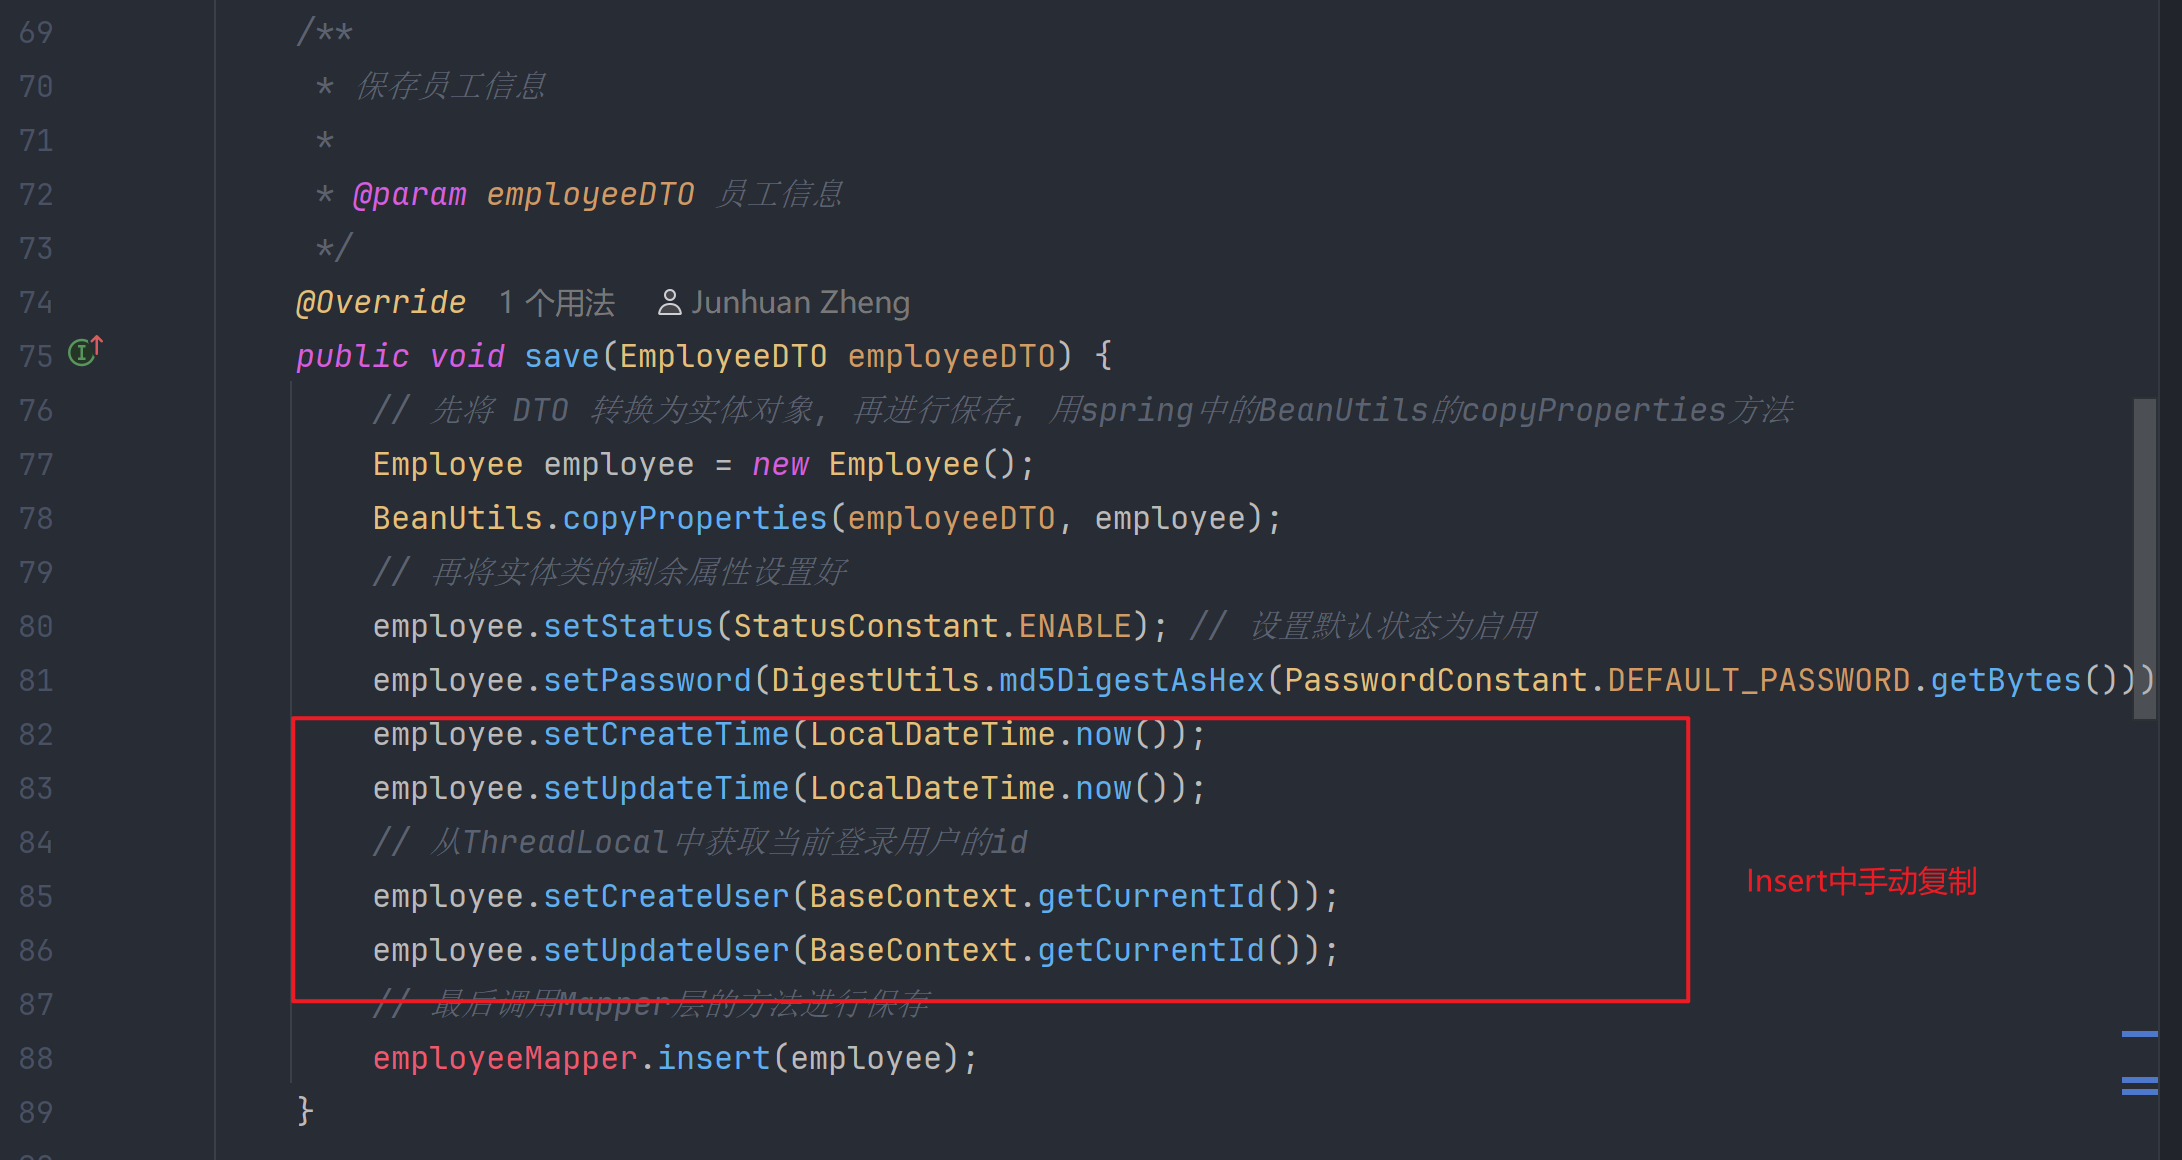 69 /**
70 * 保存员工信息
71 *
72 * @param employeeDTO 员工信息
73 */
74 @Override 1 个用法 Junhuan Zheng
75 public void save(EmployeeDTO employeeDTO) {
76 // 先将 DTO 转换为实体对象, 再进行保存, 用spring中的BeanUtils的copyProperties方法
77 Employee employee = new Employee();
78 BeanUtils.copyProperties(employeeDTO, employee);
79 // 再将实体类的剩余属性设置好
80 employee.setStatus(StatusConstant.ENABLE); // 设置默认状态为启用
81 employee.setPassword(DigestUtils.md5DigestAsHex(PasswordConstant.DEFAULT_PASSWORD.getBytes()))
82 employee.setCreateTime(LocalDateTime.now());
83 employee.setUpdateTime(LocalDateTime.now());
84 // 从ThreadLocal中获取当前登录用户的id
85 employee.setCreateUser(BaseContext.getCurrentId());
Insert中手动复制
86 employee.setUpdateUser(BaseContext.getCurrentId());
87 // 最后调用Mapper层的方法进行保存
88 employeeMapper.insert(employee);
89 }